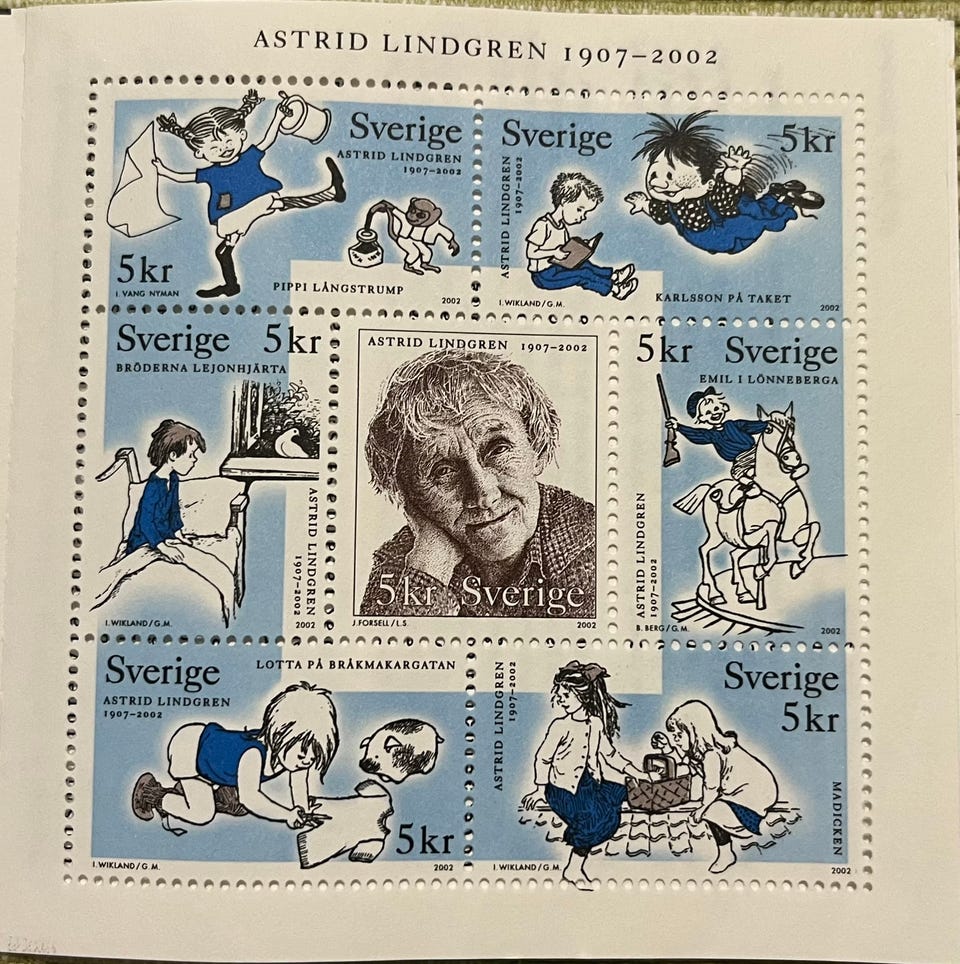 ASTRID LINDGREN 1907–2002
Sverige
ASTRID LINDGREN
1907–2002
5kr
I. VANG NYMAN
PIPPI LÅNGSTRUMP
2002
Sverige
5kr
ASTRID LINDGREN
1907–2002
I. WIKLAND/G.M.
KARLSSON PÅ TAKET
2002
Sverige 5kr
BRÖDERNA LEJONHJÄRTA
ASTRID LINDGREN
1907–2002
I. WIKLAND/G.M.
2002
ASTRID LINDGREN 1907–2002
5kr Sverige
J. FORSELL/L.S.
2002
5kr Sverige
EMIL I LÖNNEBERGA
ASTRID LINDGREN
1907–2002
B. BERG/G.M.
2002
Sverige
LOTTA PÅ BRÅKMAKARGATAN
ASTRID LINDGREN
1907–2002
5kr
I. WIKLAND/G.M.
2002
ASTRID LINDGREN
1907–2002
Sverige
5kr
MADICKEN
I. WIKLAND/G.M.
2002